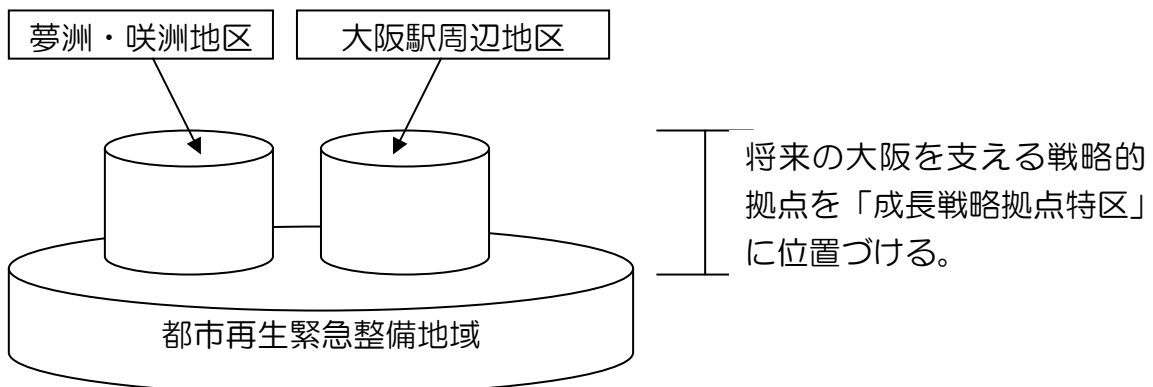 夢洲・咲洲地区
大阪駅周辺地区
将来の大阪を支える戦略的
拠点を「成長戦略拠点特区」
に位置づける。
都市再生緊急整備地域